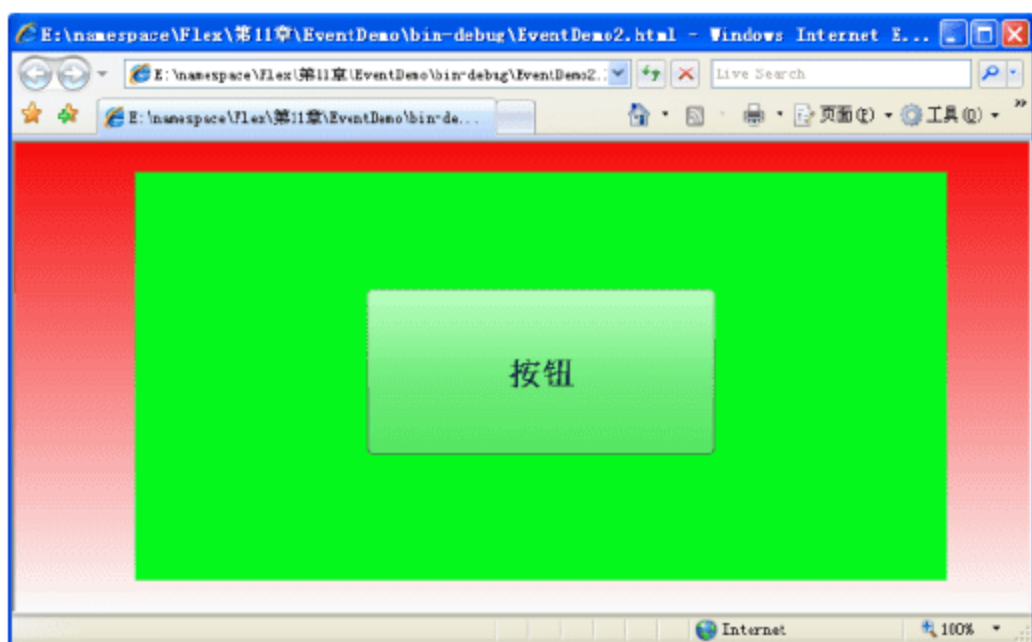 E:\namespace\Flex\第11章\EventDemo\bin-debug\EventDemo2.html - Windows Internet E...
E:\namespace\Flex\第11章\EventDemo\bin-debug\EventDemo2.
Live Search
E:\namespace\Flex\第11章\EventDemo\bin-de...
页面(P)
工具(O)
按钮
Internet
100%